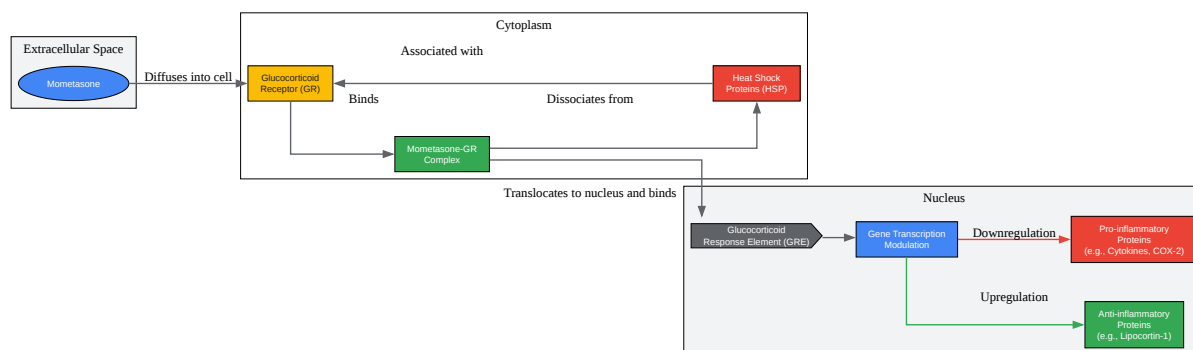 Cytoplasm
Extracellular Space
Mometasone
Diffuses into cell
Associated with
Glucocorticoid
Receptor (GR)
Heat Shock
Proteins (HSP)
Binds
Dissociates from
Mometasone-GR
Complex
Translocates to nucleus and binds
Nucleus
Glucocorticoid
Response Element (GRE)
Gene Transcription
Modulation
Downregulation
Pro-inflammatory
Proteins
(e.g., Cytokines, COX-2)
Upregulation
Anti-inflammatory
Proteins
(e.g., Lipocortin-1)